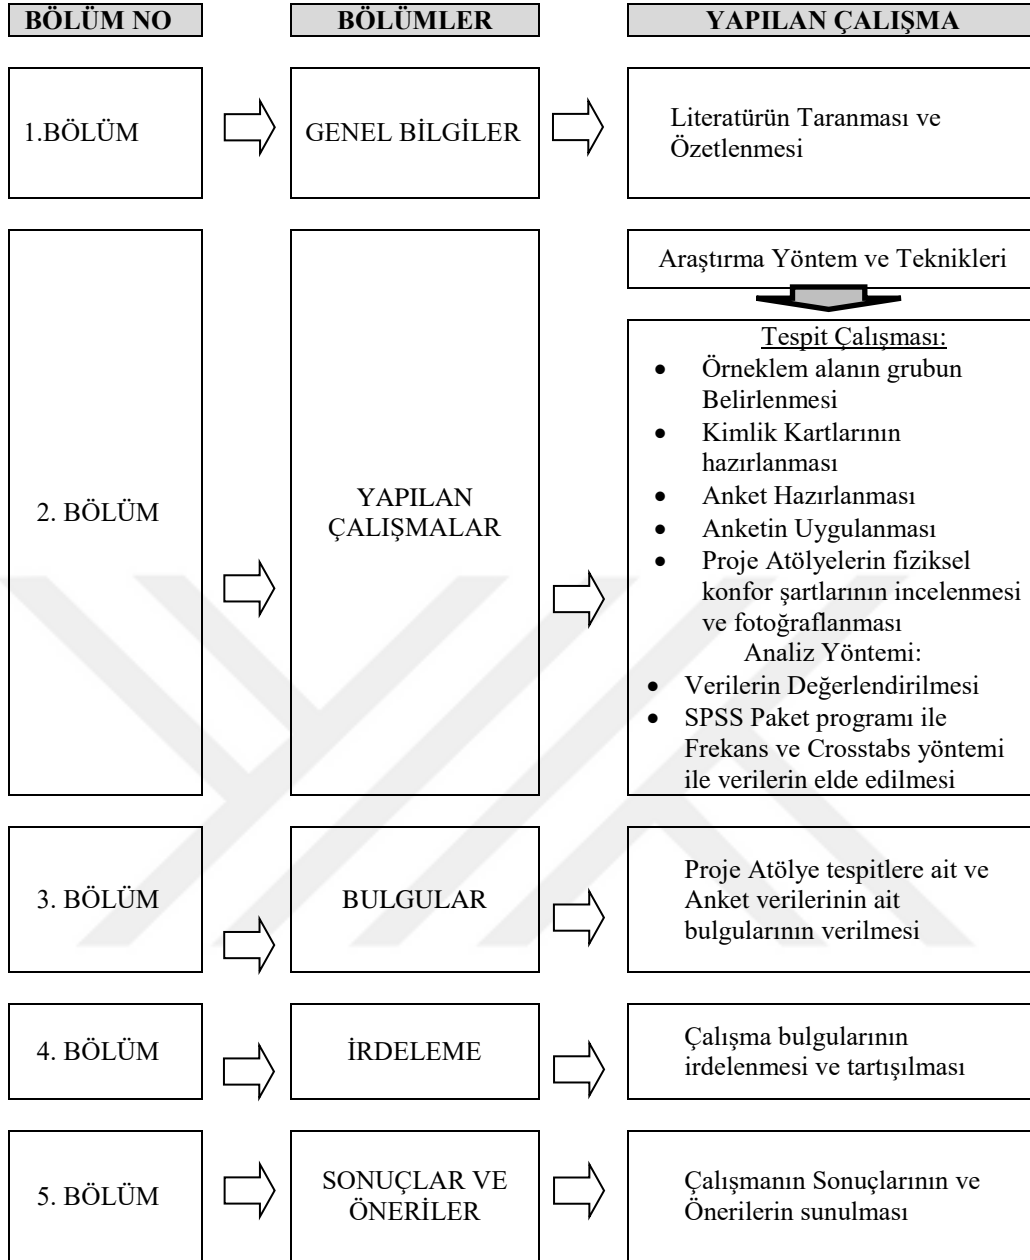 BÖLÜM NO
BÖLÜMLER
YAPILAN ÇALIŞMA
1.BÖLÜM
GENEL BİLGİLER
Literatürün Taranması ve
Özetlenmesi
2. BÖLÜM
YAPILAN
ÇALIŞMALAR
Araştırma Yöntem ve Teknikleri
Tespit Çalışması:
• Örneklem alanın grubun
Belirlenmesi
• Kimlik Kartlarının
hazırlanması
• Anket Hazırlanması
• Anketin Uygulanması
• Proje Atölyelerin fiziksel
konfor şartlarının incelenmesi
ve fotoğraflanması
Analiz Yöntemi:
• Verilerin Değerlendirilmesi
• SPSS Paket programı ile
Frekans ve Crosstabs yöntemi
ile verilerin elde edilmesi
3. BÖLÜM
BULGULAR
Proje Atölye tespitlere ait ve
Anket verilerinin ait
bulgularının verilmesi
4. BÖLÜM
İRDELEME
Çalışma bulgularının
irdelenmesi ve tartışılması
5. BÖLÜM
SONUÇLAR VE
ÖNERİLER
Çalışmanın Sonuçlarının ve
Önerilerin sunulması